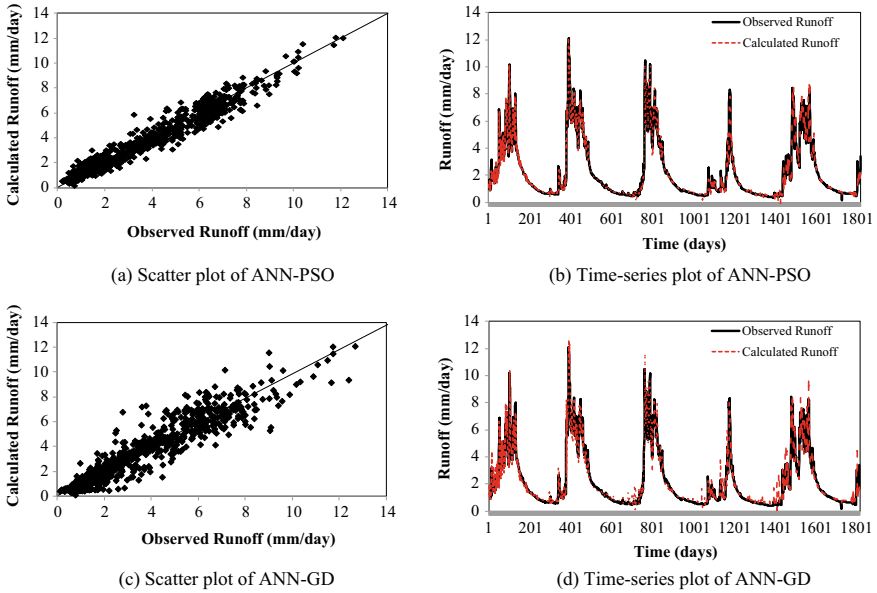 Calculated Runoff (mm/day)
14
12
10
8
6
4
2
0
0 2 4 6 8 10 12 14
Observed Runoff (mm/day)
(a) Scatter plot of ANN-PSO
Runoff (mm/day)
14
12
10
8
6
4
2
0
Observed Runoff
Calculated Runoff
1 201 401 601 801 1001 1201 1401 1601 1801
Time (days)
(b) Time-series plot of ANN-PSO
Calculated Runoff (mm/day)
14
12
10
8
6
4
2
0
0 2 4 6 8 10 12 14
Observed Runoff (mm/day)
(c) Scatter plot of ANN-GD
Runoff (mm/day)
14
12
10
8
6
4
2
0
Observed Runoff
Calculated Runoff
1 201 401 601 801 1001 1201 1401 1601 1801
Time (days)
(d) Time-series plot of ANN-GD